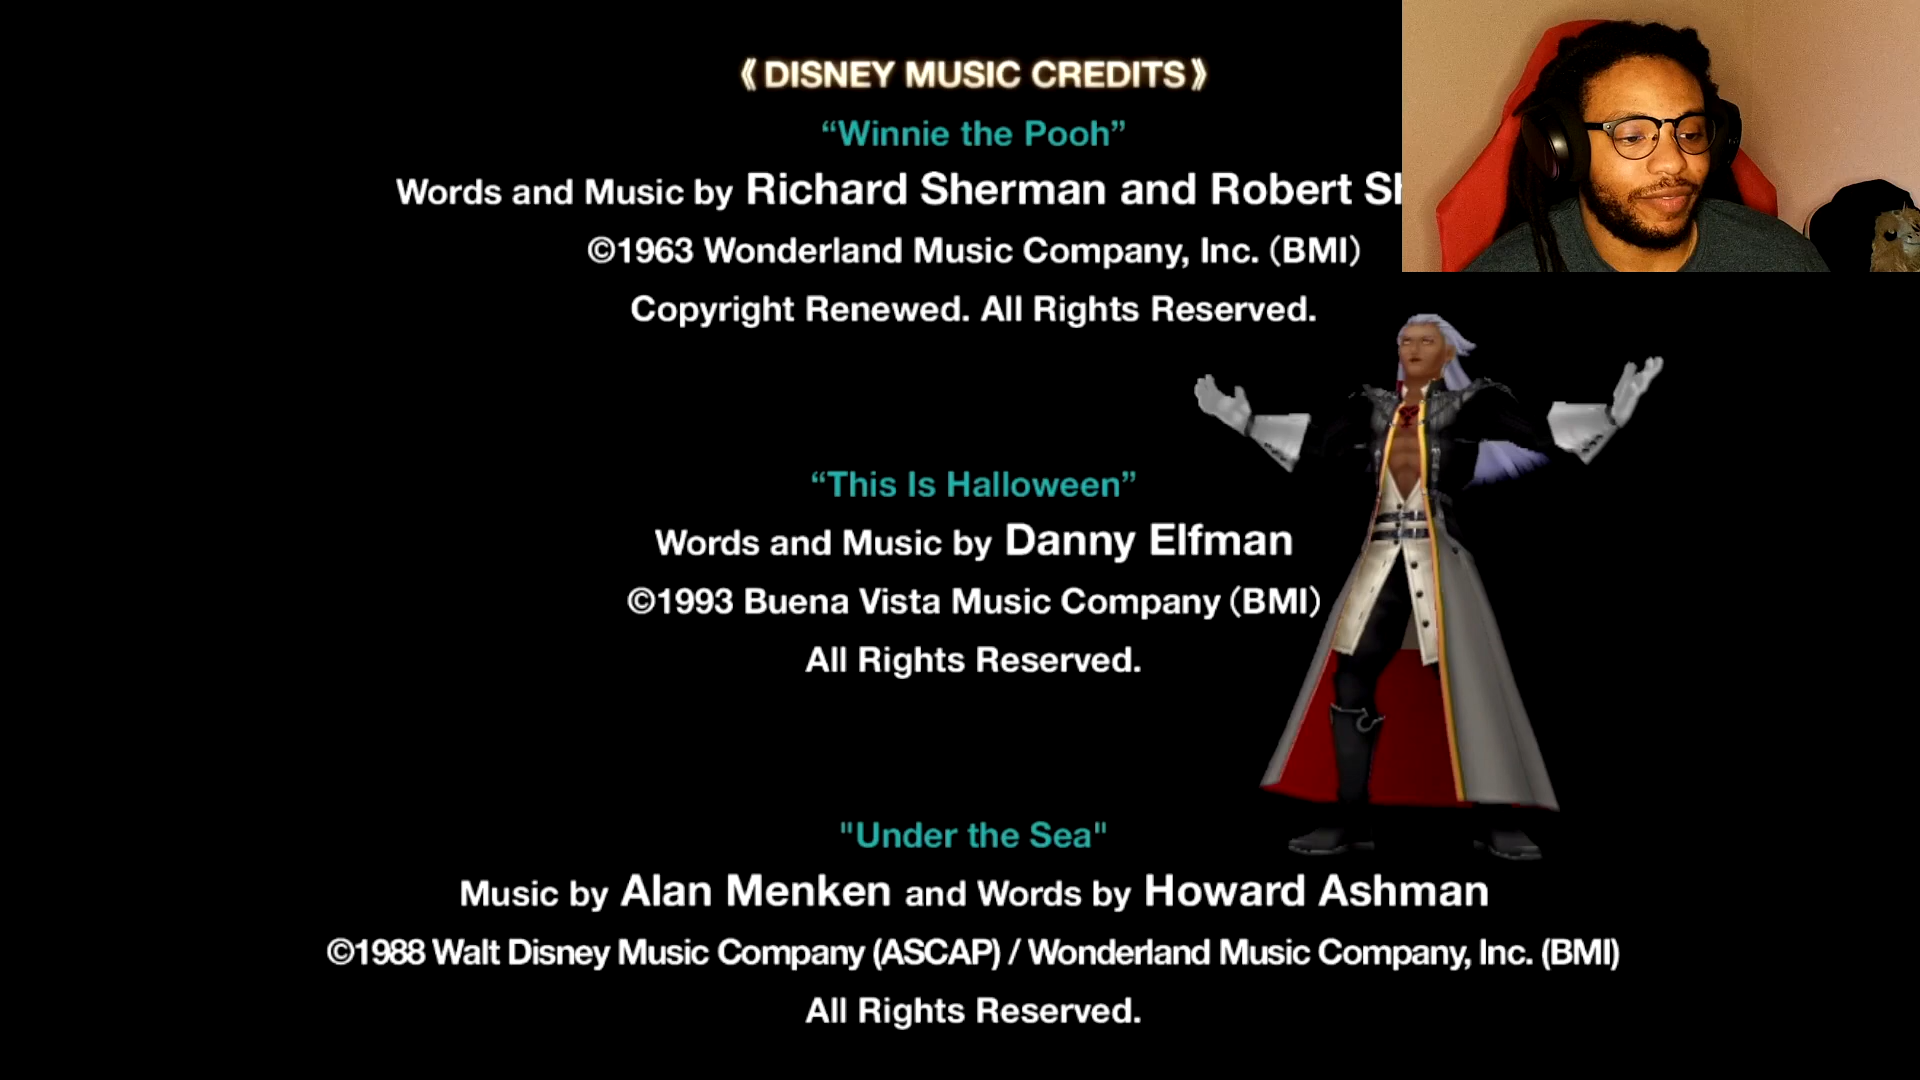 《DISNEY MUSIC CREDITS》
“Winnie the Pooh”
Words and Music by Richard Sherman and Robert
©1963 Wonderland Music Company, Inc. (BMI)
Copyright Renewed. All Rights Reserved.
“This Is Halloween”
Words and Music by Danny Elfman
©1993 Buena Vista Music Company (BMI)
All Rights Reserved.
"Under the Sea"
Music by Alan Menken and Words by Howard Ashman
©1988 Walt Disney Music Company (ASCAP) / Wonderland Music Company, Inc. (BMI)
All Rights Reserved.